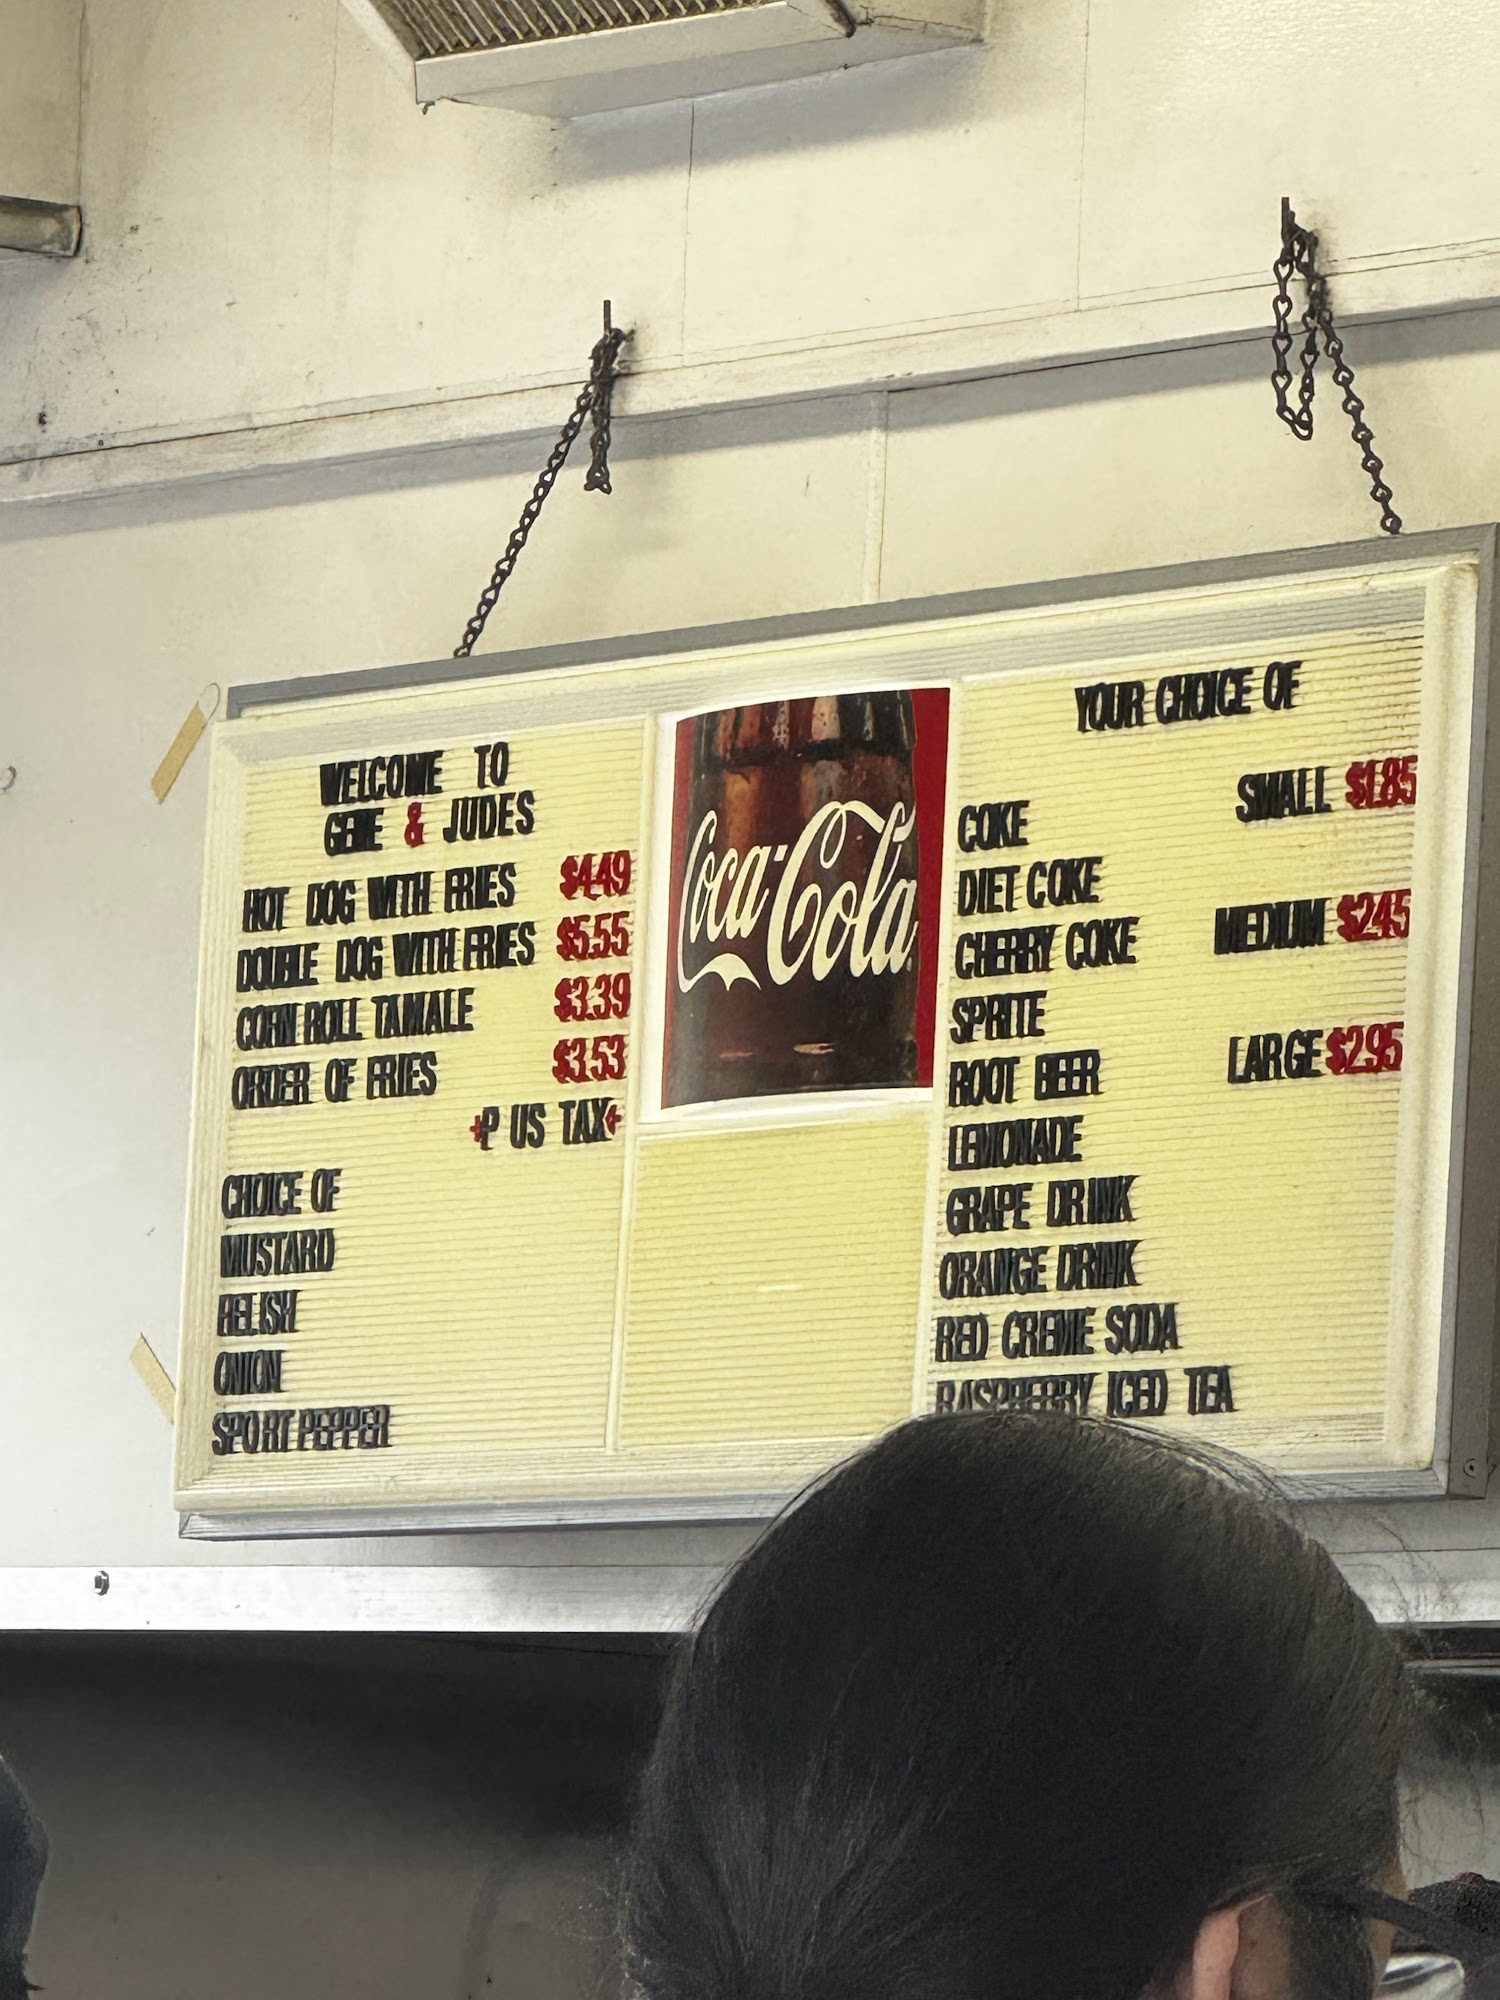 WELCOME TO
GENE & JUDES
HOT DOG WITH FRIES $4.49
DOUBLE DOG WITH FRIES $5.55
CORN ROLL TAMALE $3.39
ORDER OF FRIES $3.53
+P US TAX+
CHOICE OF
MUSTARD
RELISH
ONION
SPORT PEPPER
Coca-Cola
YOUR CHOICE OF
SMALL $1.85
COKE
DIET COKE
MEDIUM $2.45
CHERRY COKE
SPRITE
LARGE $2.95
ROOT BEER
LEMONADE
GRAPE DRINK
ORANGE DRINK
RED CREME SODA
RASPBERRY ICED TEA